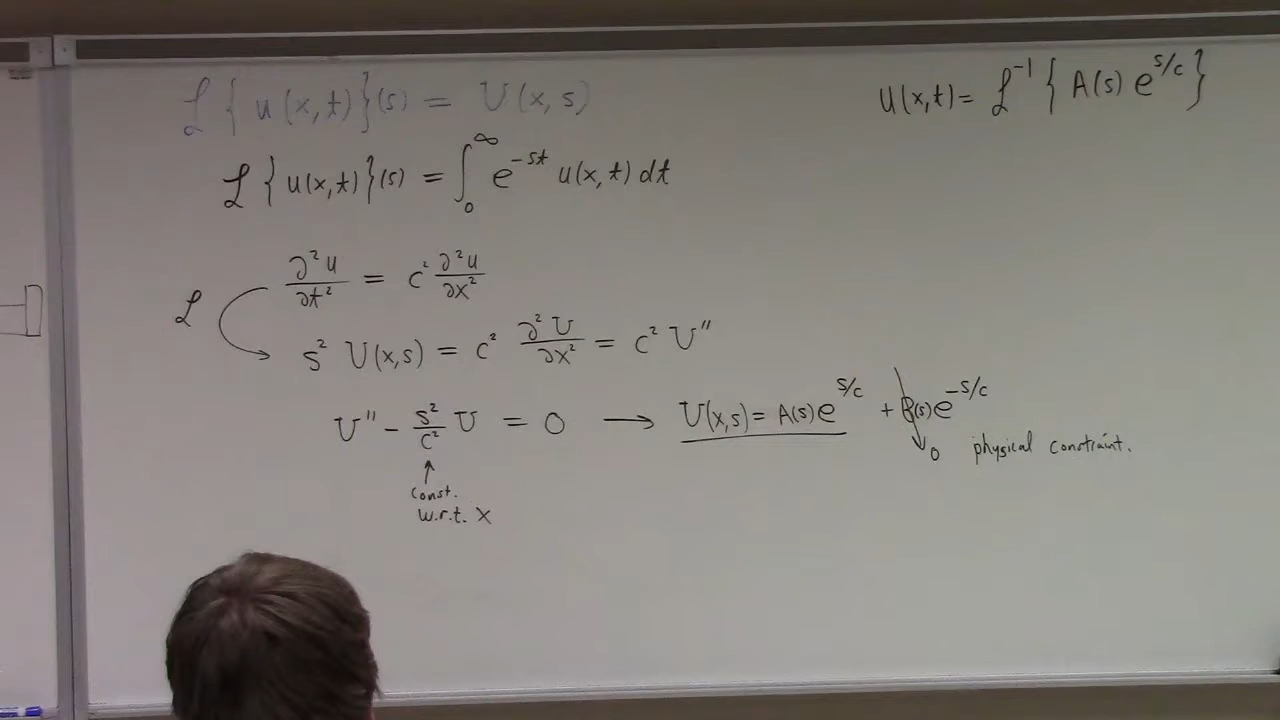 ℒ{u(x,t)}(s) = U(x,s)
u(x,t) = ℒ⁻¹{A(s) e^{s/c}}
ℒ{u(x,t)}(s) = ∫₀^∞ e^{-st} u(x,t) dt
∂²u/∂t² = c² ∂²u/∂x²
ℒ
s² U(x,s) = c² ∂²U/∂x² = c² U''
U'' - s²/c² U = 0 → U(x,s) = A(s)e^{s/c} + B(s)e^{-s/c}
0 physical constraint.
↑
const.
w.r.t. x